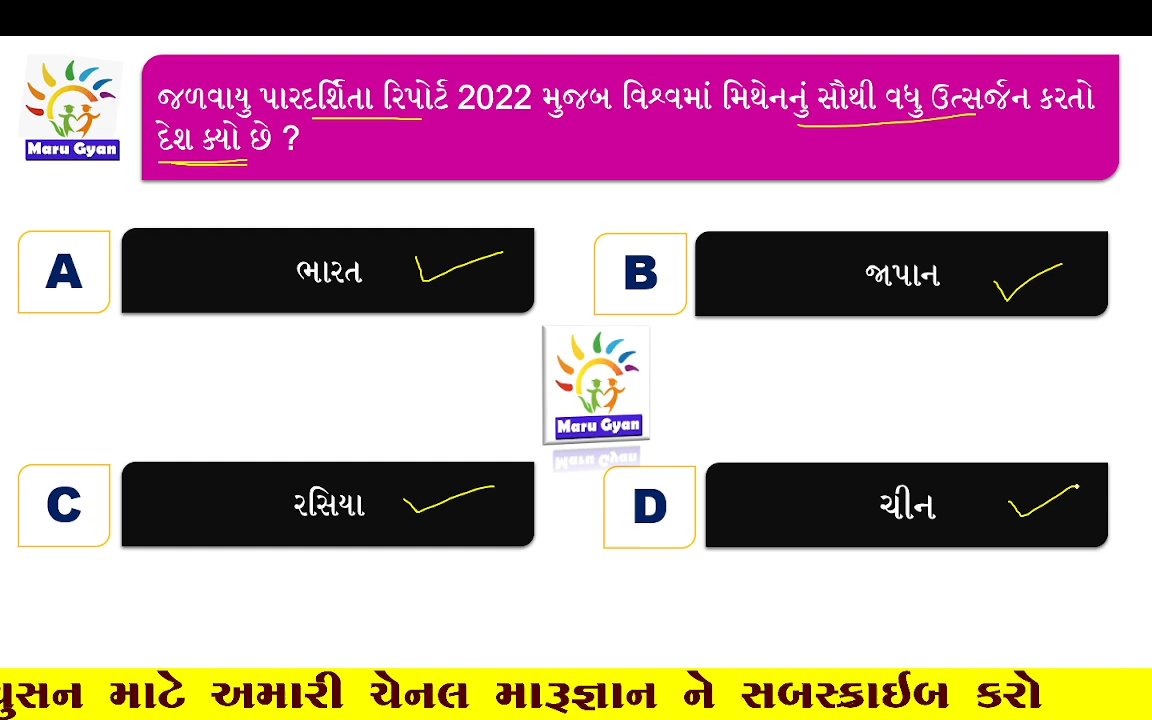 Maru Gyan
જળવાયુ પારદર્શિતા રિપોર્ટ 2022 મુજબ વિશ્વમાં મિથેનનું સૌથી વધુ ઉત્સર્જન કરતો
દેશ ક્યો છે ?
A
ભારત
B
જાપાન
Maru Gyan
C
રસિયા
D
ચીન
માટે અમારી ચેનલ મારૂજ્ઞાન ને સબસ્ક્રાઈબ કરો